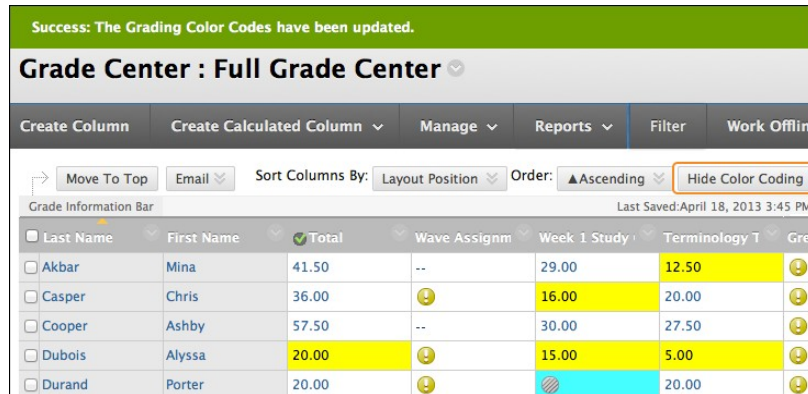 Success: The Grading Color Codes have been updated.
Grade Center : Full Grade Center
Create Column Create Calculated Column Manage Reports Filter Work Offlin
Move To Top Email Sort Columns By: Layout Position Order: ▲Ascending Hide Color Coding
Grade Information Bar Last Saved:April 18, 2013 3:45 PM
Last Name First Name Total Wave Assignm Week 1 Study Terminology T Gre
Akbar Mina 41.50 -- 29.00 12.50
Casper Chris 36.00 16.00 20.00
Cooper Ashby 57.50 -- 30.00 27.50
Dubois Alyssa 20.00 15.00 5.00
Durand Porter 20.00 20.00